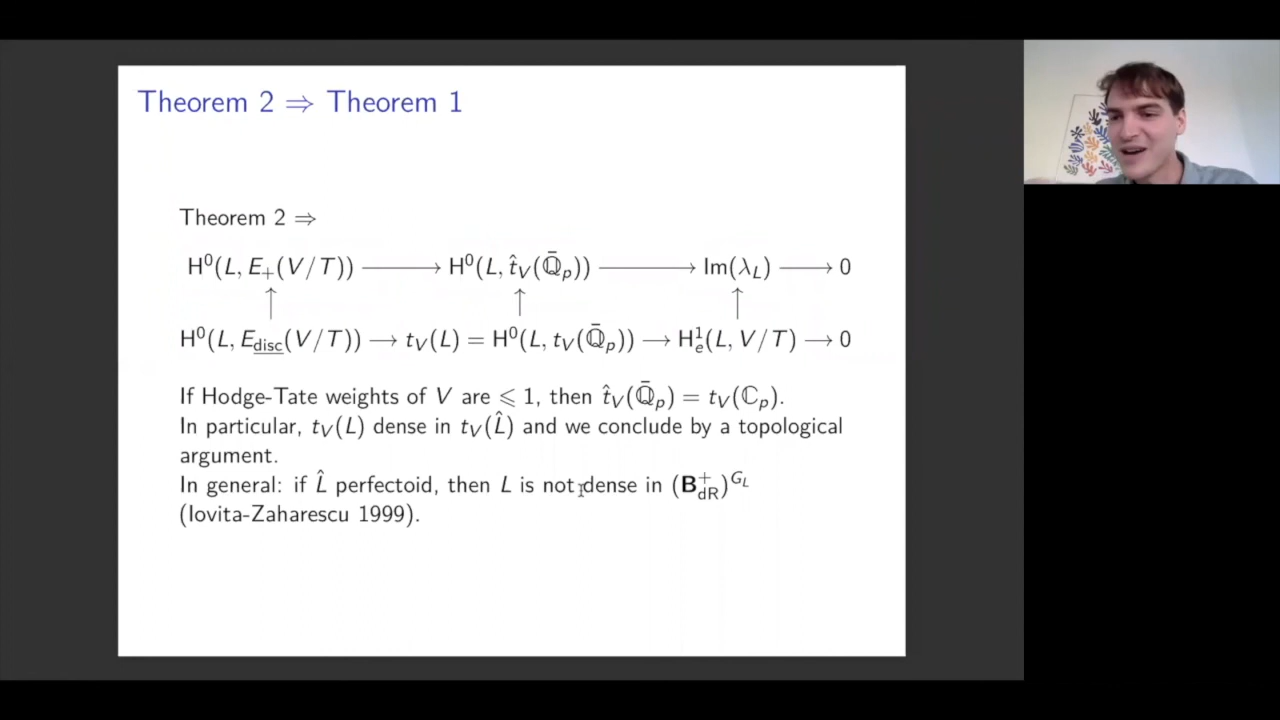 Theorem 2 ⇒ Theorem 1
Theorem 2 ⇒
H⁰(L, E₊(V/T)) ⟶ H⁰(L, t̂_V(Q̄_p)) ⟶ Im(λ_L) ⟶ 0
↑ ↑ ↑
H⁰(L, E_disc(V/T)) ⟶ t_V(L) = H⁰(L, t_V(Q̄_p)) ⟶ H¹_e(L, V/T) ⟶ 0
If Hodge-Tate weights of V are ⩽ 1, then t̂_V(Q̄_p) = t_V(ℂ_p).
In particular, t_V(L) dense in t_V(L̂) and we conclude by a topological
argument.
In general: if L̂ perfectoid, then L is not dense in (B⁺_dR)^{G_L}
(Iovita-Zaharescu 1999).